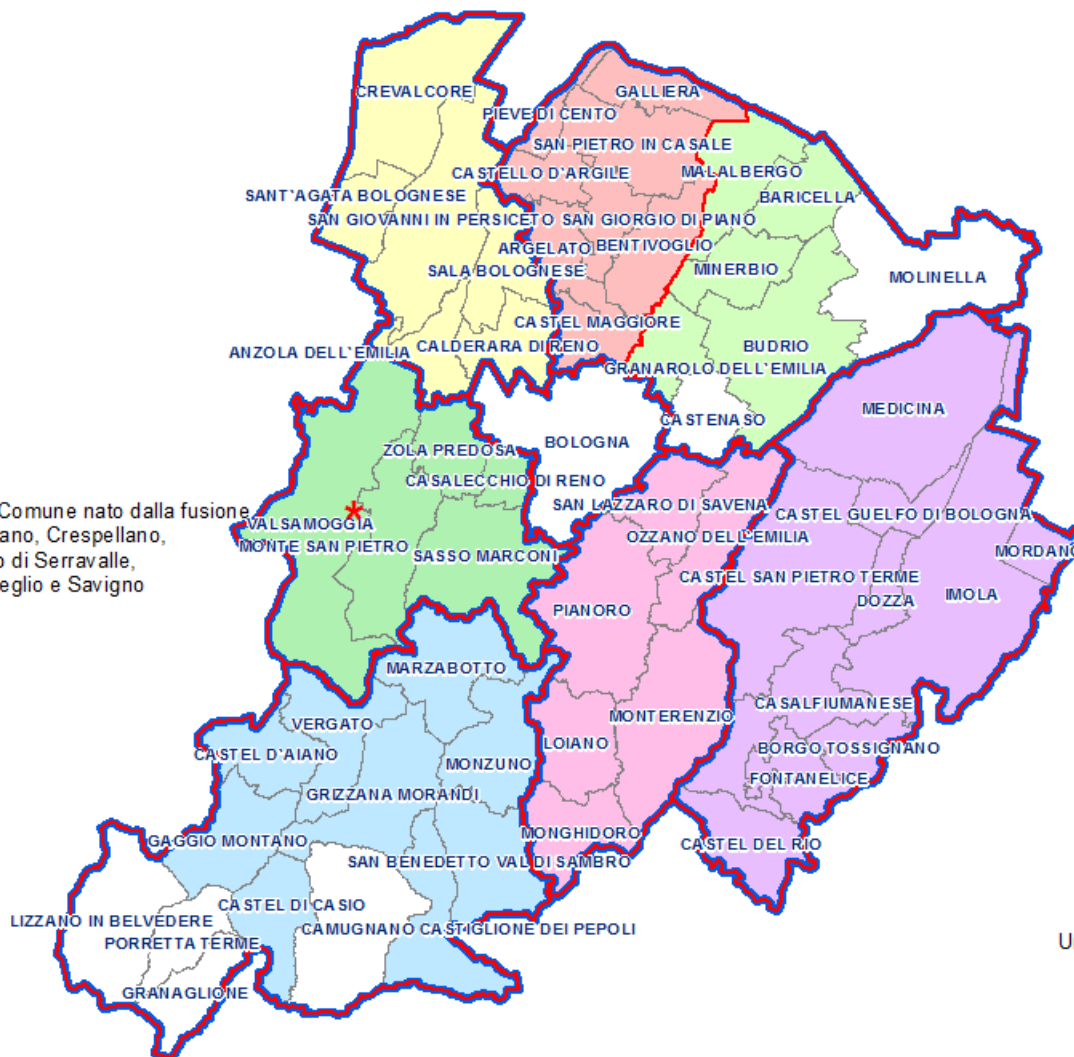 CREVALCORE
GALLIERA
PIEVE DI CENTO
SAN PIETRO IN CASALE
CASTELLO D'ARGILE
MALALBERGO
BARICELLA
SANT'AGATA BOLOGNESE
SAN GIOVANNI IN PERSICETO
SAN GIORGIO DI PIANO
ARGELATO
BENTIVOGLIO
SALA BOLOGNESE
MINERBIO
MOLINELLA
CASTEL MAGGIORE
ANZOLA DELL'EMILIA
CALDERARA DI RENO
BUDRIO
GRANAROLO DELL'EMILIA
MEDICINA
CASTENASO
BOLOGNA
ZOLA PREDOSA
CASALECCHIO DI RENO
SAN LAZZARO DI SAVENA
Comune nato dalla fusione
ano, Crespellano,
o di Serravalle,
eglio e Savigno
*
VALSAMOGGIA
MONTE SAN PIETRO
SASSO MARCONI
CASTEL GUELFO DI BOLOGNA
OZZANO DELL'EMILIA
MORDANO
CASTEL SAN PIETRO TERME
DOZZA
IMOLA
PIANORO
MARZABOTTO
CASALFIUMANESE
MONTERENZIO
VERGATO
LOIANO
CASTEL D'AIANO
MONZUNO
BORGO TOSSIGNANO
FONTANELICE
GRIZZANA MORANDI
MONGHIDORO
GAGGIO MONTANO
CASTEL DEL RIO
SAN BENEDETTO VAL DI SAMBRO
CASTEL DI CASIO
LIZZANO IN BELVEDERE
CAMUGNANO
CASTIGLIONE DEI PEPOLI
PORRETTA TERME
U
GRANAGLIONE